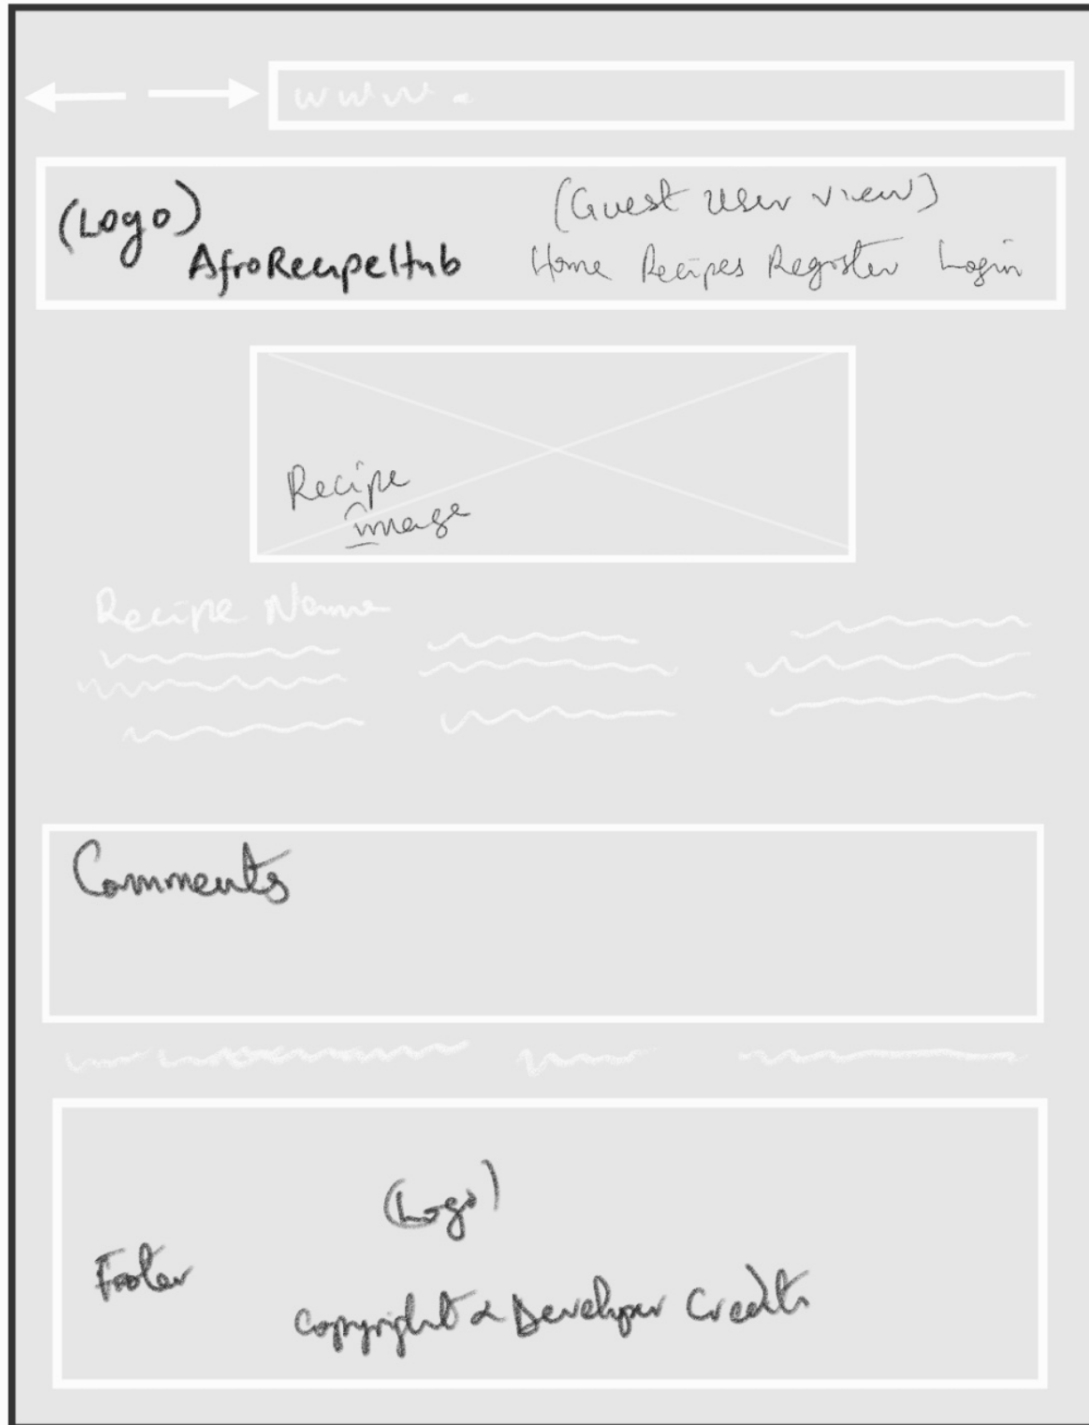 www.
(Logo)
AfroRecipeHub
(Guest User view)
Home Recipes Register Login
Recipe
image
Recipe Name
Comments
(Logo)
Footer
Copyright & Developer Credits